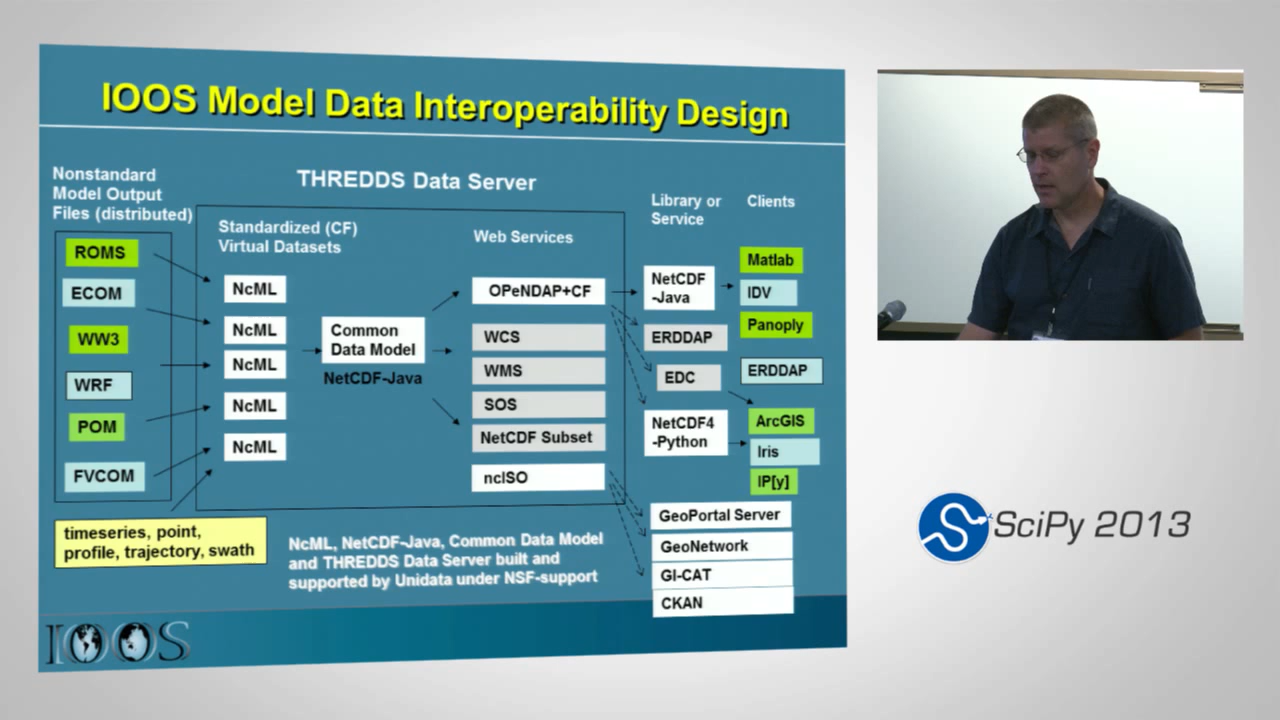 IOOS Model Data Interoperability Design
Nonstandard
Model Output
Files (distributed)
ROMS
ECOM
WW3
WRF
POM
FVCOM
timeseries, point,
profile, trajectory, swath
THREDDS Data Server
Standardized (CF)
Virtual Datasets
NcML
NcML
NcML
NcML
NcML
Common
Data Model
NetCDF-Java
Web Services
OPeNDAP+CF
WCS
WMS
SOS
NetCDF Subset
ncISO
Library or
Service
NetCDF
-Java
ERDDAP
EDC
NetCDF4
-Python
Clients
Matlab
IDV
Panoply
ERDDAP
ArcGIS
Iris
IP[y]
GeoPortal Server
GeoNetwork
GI-CAT
CKAN
NcML, NetCDF-Java, Common Data Model
and THREDDS Data Server built and
supported by Unidata under NSF-support
IOOS
SciPy 2013